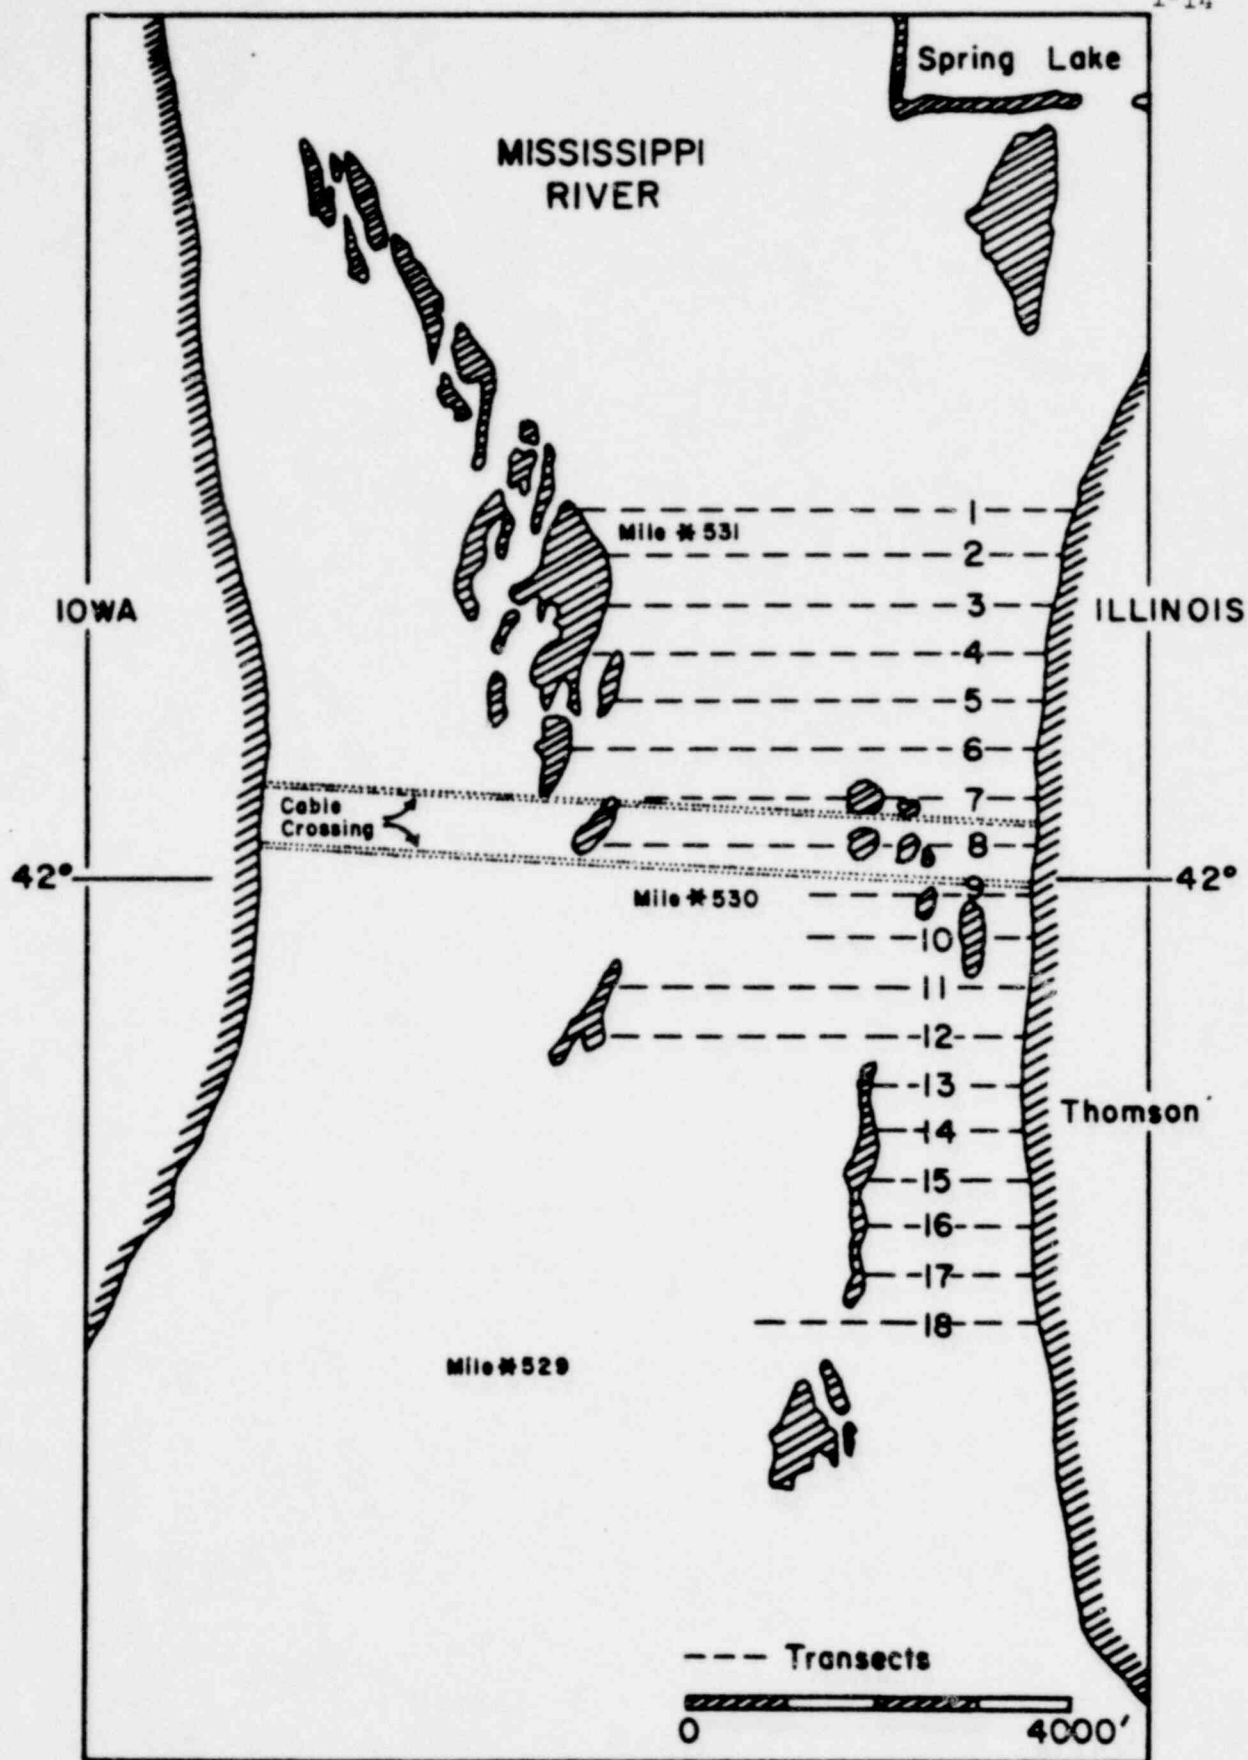 1-14
Spring Lake
MISSISSIPPI
RIVER
1
Mile * 531
2
3
IOWA
ILLINOIS
4
5
6
7
Cable
Crossing
8
42°
42°
9
Mile * 530
10
11
12
13
Thomson
14
15
16
17
18
Mile * 529
--- Transects
0
4000'